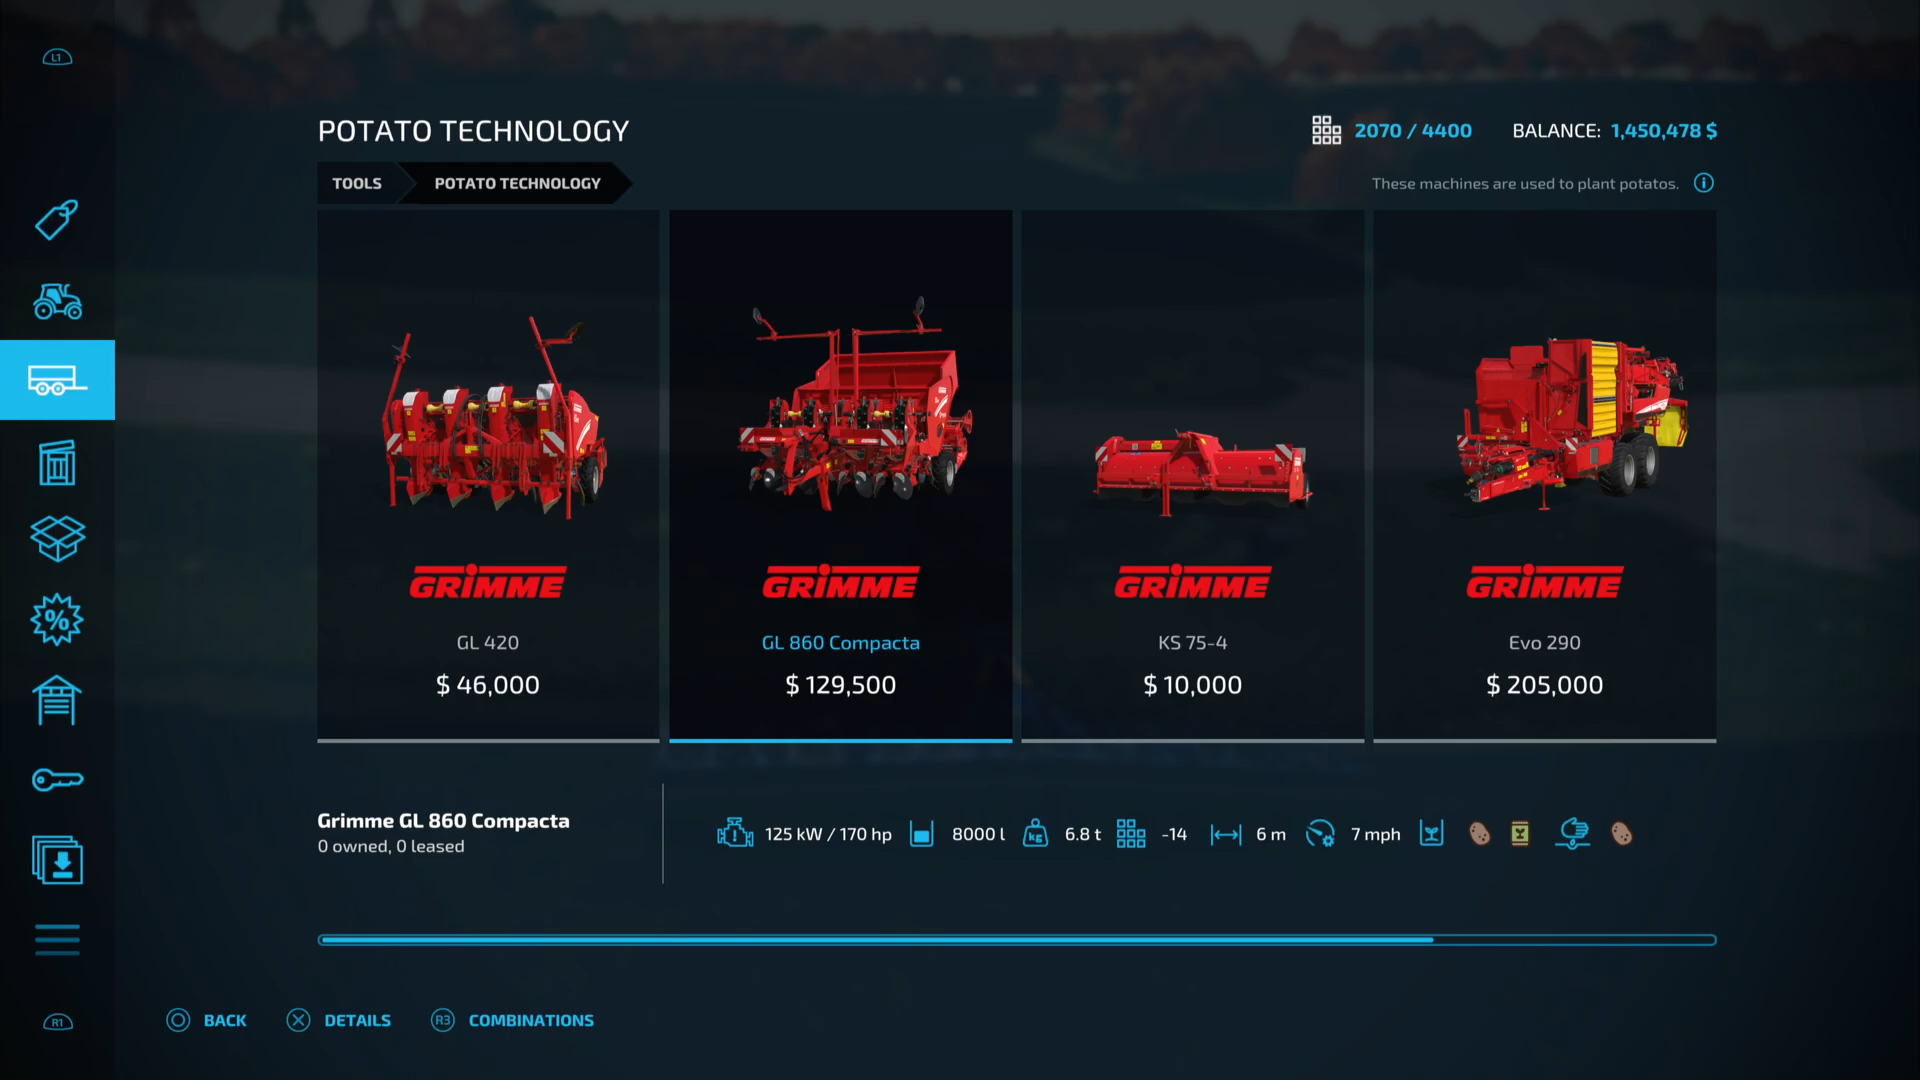 L1
POTATO TECHNOLOGY
2070 / 4400
BALANCE: 1,450,478 $
TOOLS
POTATO TECHNOLOGY
These machines are used to plant potatos.
GRIMME
GL 420
$ 46,000
GRIMME
GL 860 Compacta
$ 129,500
GRIMME
KS 75-4
$ 10,000
GRIMME
Evo 290
$ 205,000
%
Grimme GL 860 Compacta
0 owned, 0 leased
125 kW / 170 hp
8000 l
kg
6.8 t
-14
6 m
7 mph
R1
BACK
DETAILS
R3
COMBINATIONS